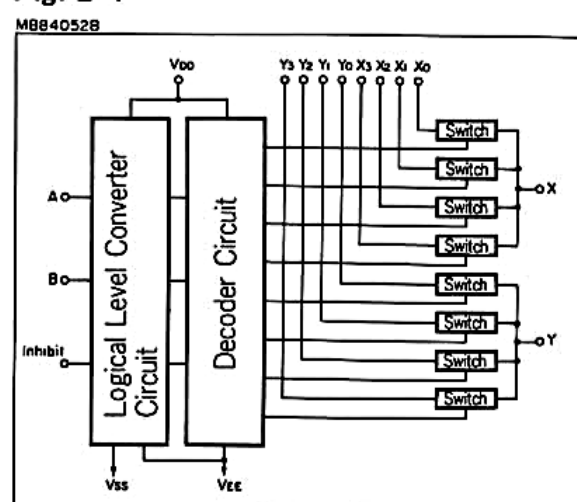 MB84052B
VDD
Y3 Y2 Y1 Y0 X3 X2 X1 X0
Switch
Switch
Switch
Switch
Switch
Switch
Switch
Switch
X
Y
A
B
Inhibit
Logical Level Converter
Circuit
Decoder Circuit
VSS
VEE